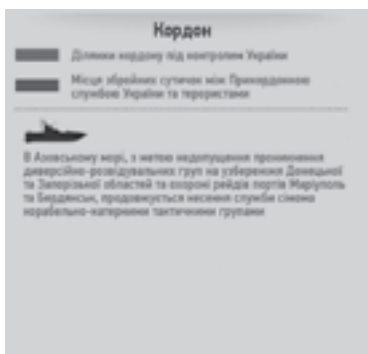 Кордон
Ділянки кордону під контролем України
Місця збройних сутичок між Прикордонною
службою України та терористами
В Азовському морі, з метою недопущення проникнення
диверсійно-розвідувальних груп на узбережжя Донецької
та Запорізької областей та охороні рейдів портів Маріуполь
та Бердянськ, продовжується несення служби сімома
корабельно-катерними тактичними групами